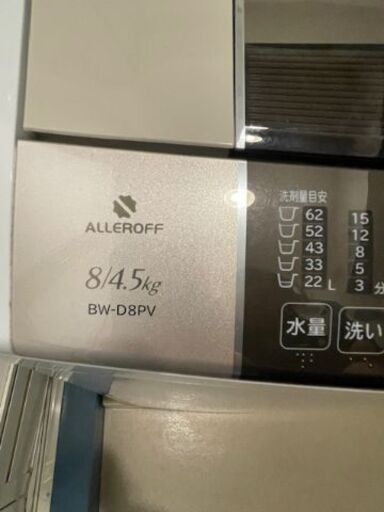 ALLEROFF
8/4.5kg
BW-D8PV
洗剤量目安
62 15
52 12
43 8
33 5
22 L 3 分
水量 洗い